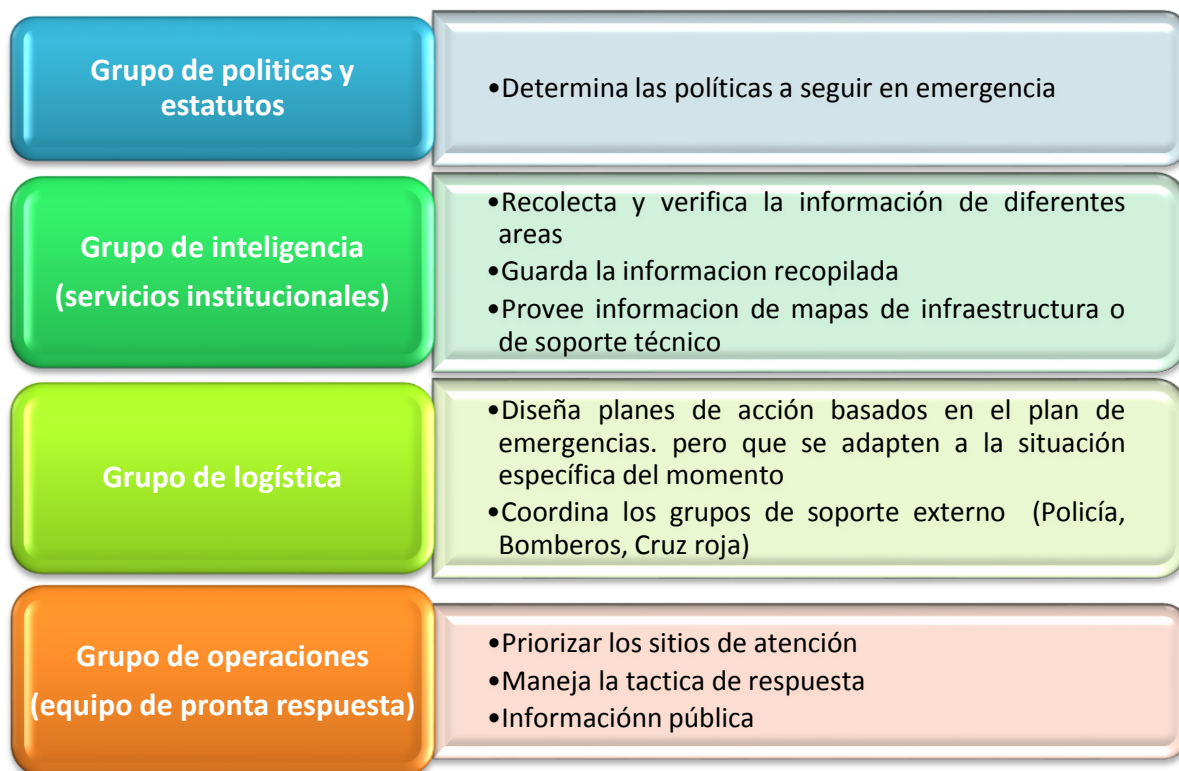 Grupo de politicas y
estatutos
•Determina las políticas a seguir en emergencia
Grupo de inteligencia
(servicios institucionales)
•Recolecta y verifica la información de diferentes
areas
•Guarda la informacion recopilada
•Provee informacion de mapas de infraestructura o
de soporte técnico
Grupo de logística
•Diseña planes de acción basados en el plan de
emergencias. pero que se adapten a la situación
específica del momento
•Coordina los grupos de soporte externo (Policía,
Bomberos, Cruz roja)
Grupo de operaciones
(equipo de pronta respuesta)
•Priorizar los sitios de atención
•Maneja la tactica de respuesta
•Informaciónn pública